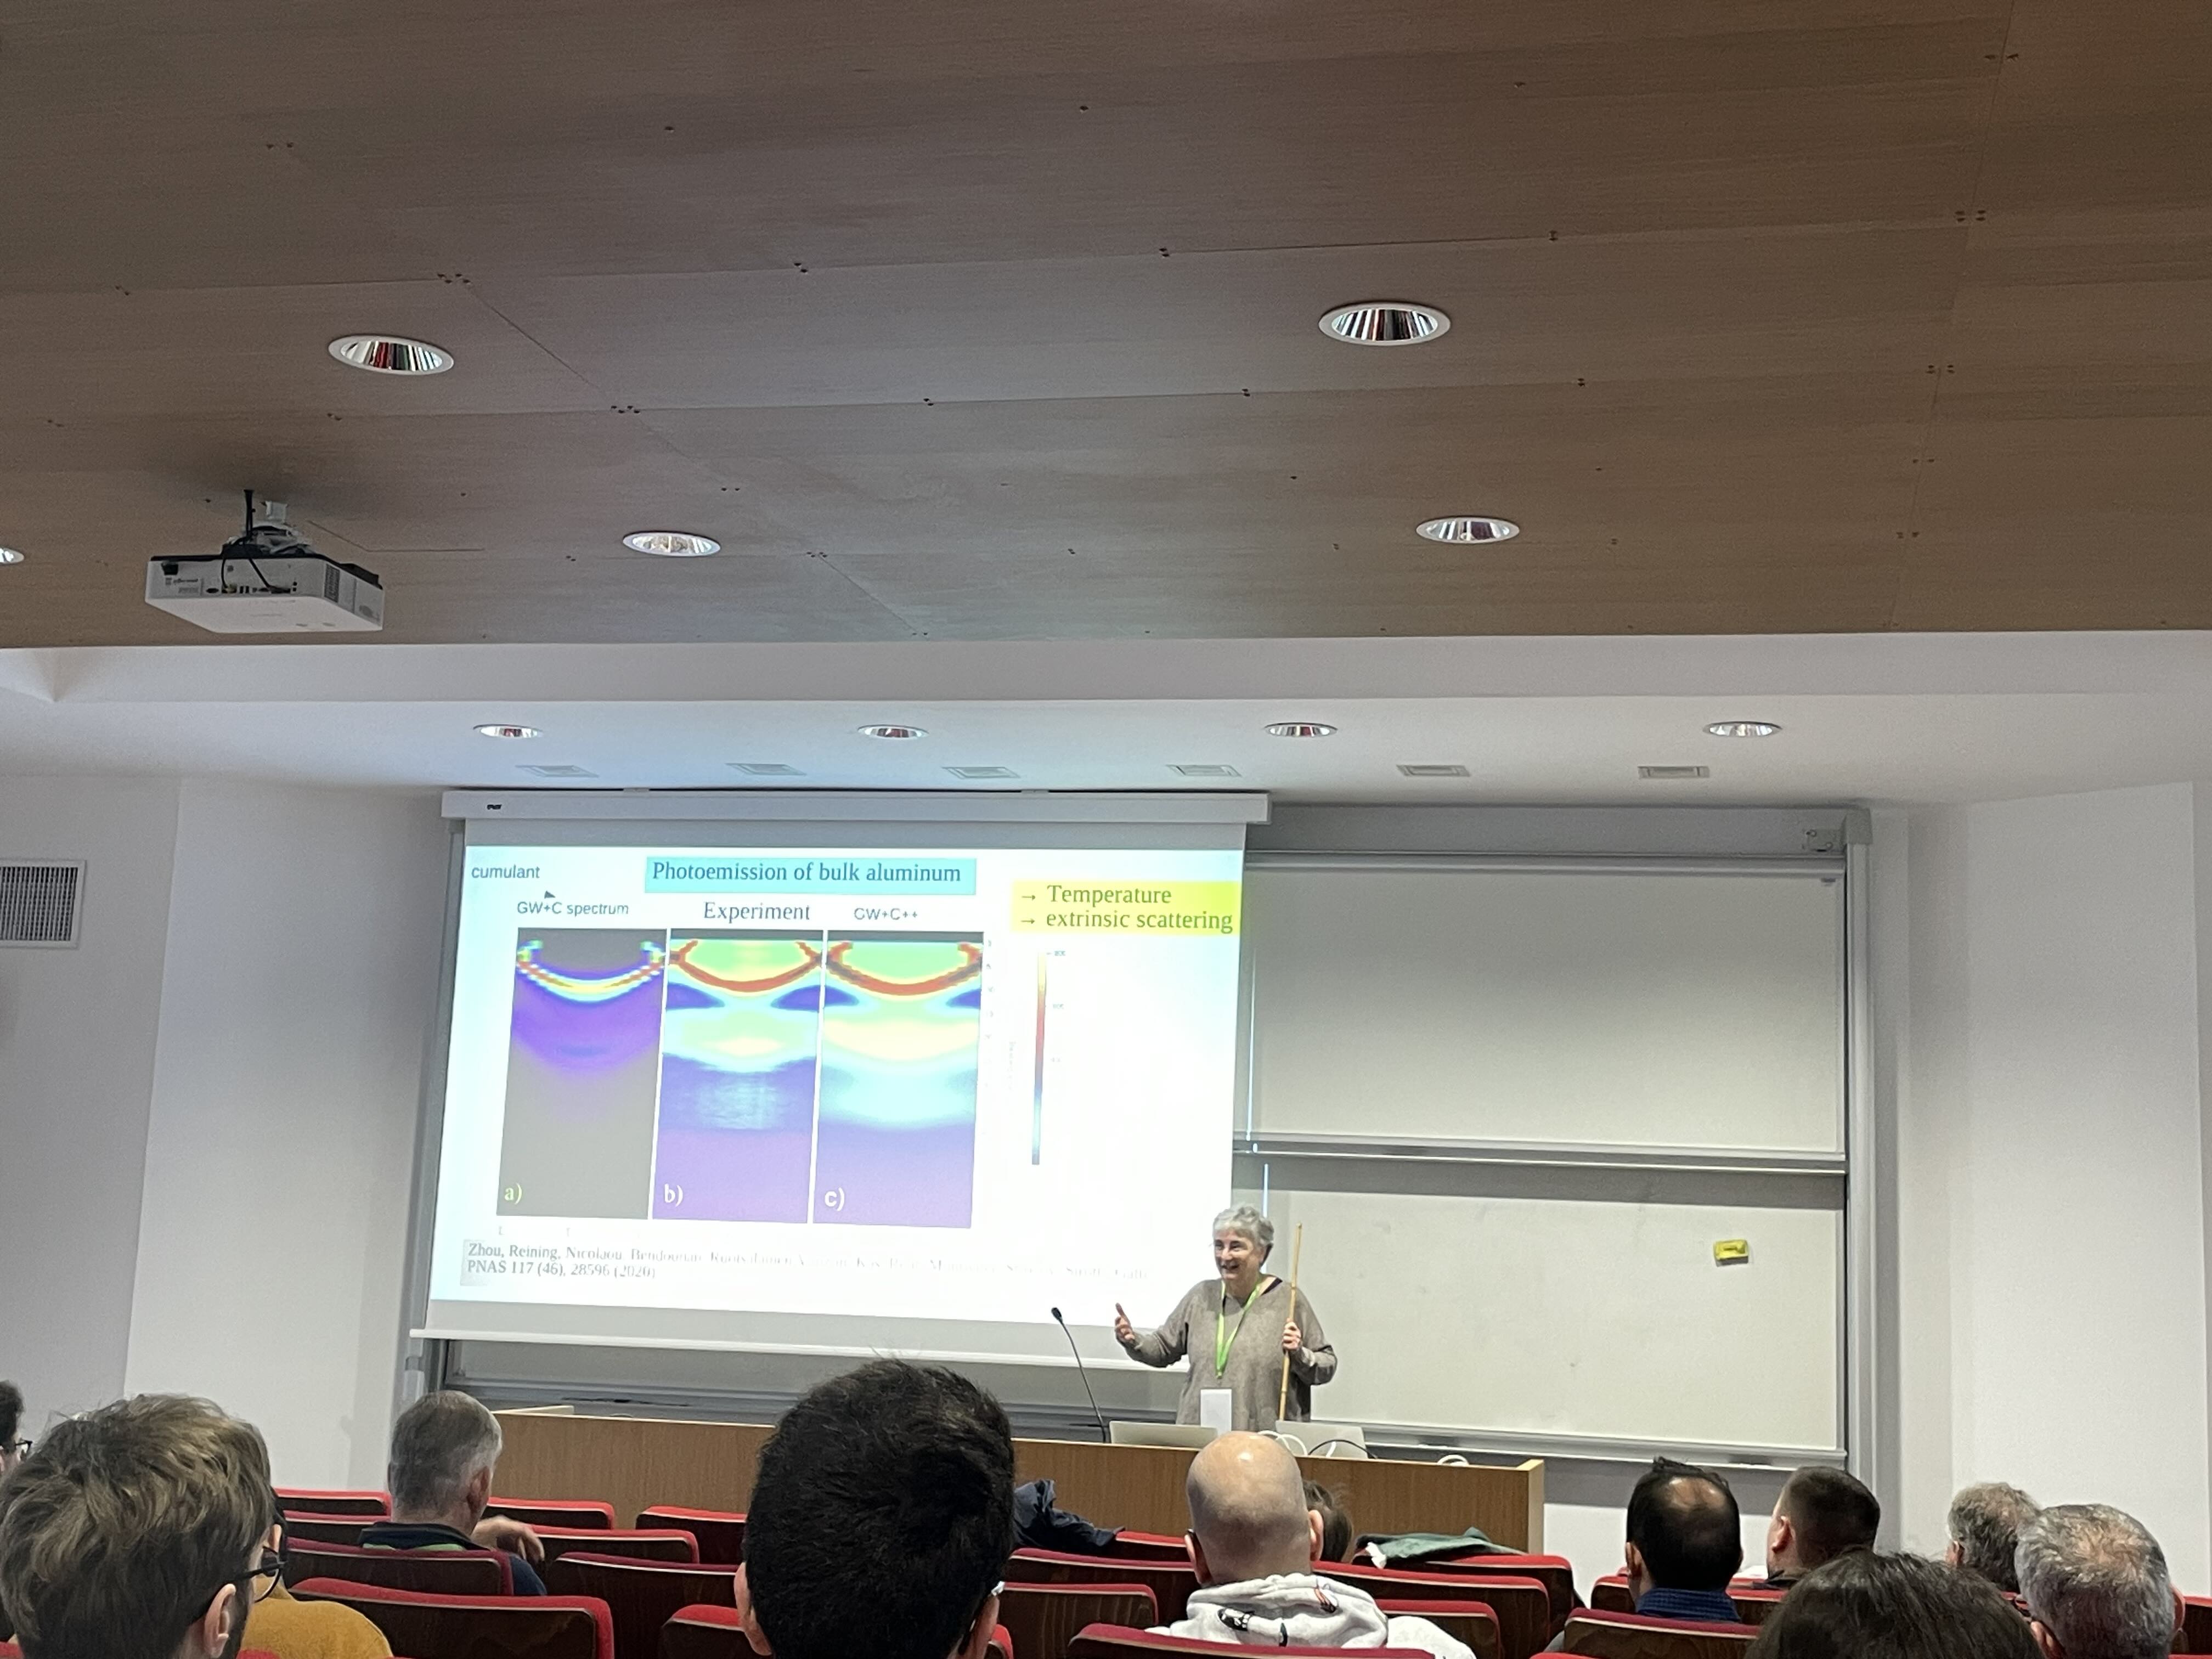 cumulant
Photoemission of bulk aluminum
→ Temperature
→ extrinsic scattering
GW+C spectrum
Experiment
GW+C++
a)
b)
c)
Zhou, Reining, Nicolaou,
PNAS 117 (46), 28596 (2020)